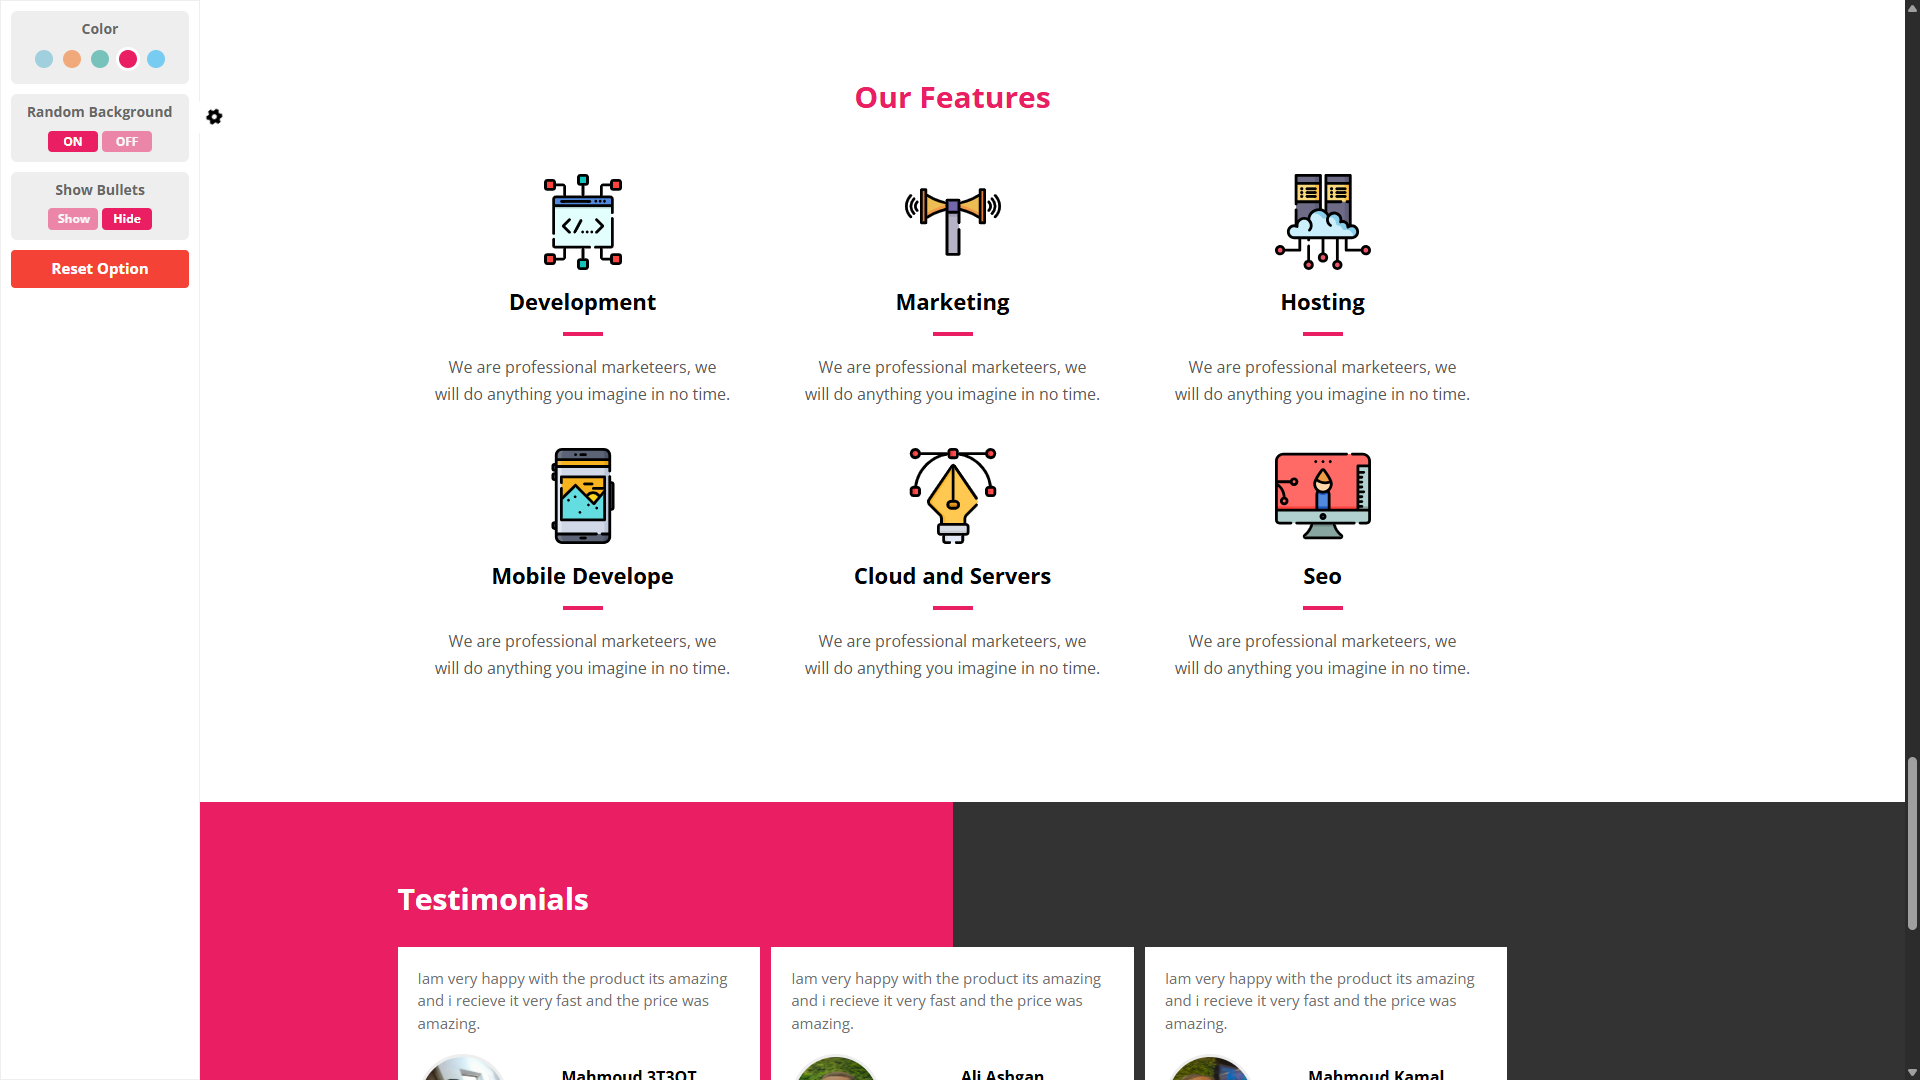 Color
Random Background
ON OFF
Show Bullets
Show Hide
Reset Option
Our Features
</...>
Development
Marketing
Hosting
We are professional marketeers, we
will do anything you imagine in no time.
We are professional marketeers, we
will do anything you imagine in no time.
We are professional marketeers, we
will do anything you imagine in no time.
Mobile Develope
Cloud and Servers
Seo
We are professional marketeers, we
will do anything you imagine in no time.
We are professional marketeers, we
will do anything you imagine in no time.
We are professional marketeers, we
will do anything you imagine in no time.
Testimonials
Iam very happy with the product its amazing
and i recieve it very fast and the price was
amazing.
Mahmoud 3T3OT
Iam very happy with the product its amazing
and i recieve it very fast and the price was
amazing.
Ali Ashgan
Iam very happy with the product its amazing
and i recieve it very fast and the price was
amazing.
Mahmoud Kamal